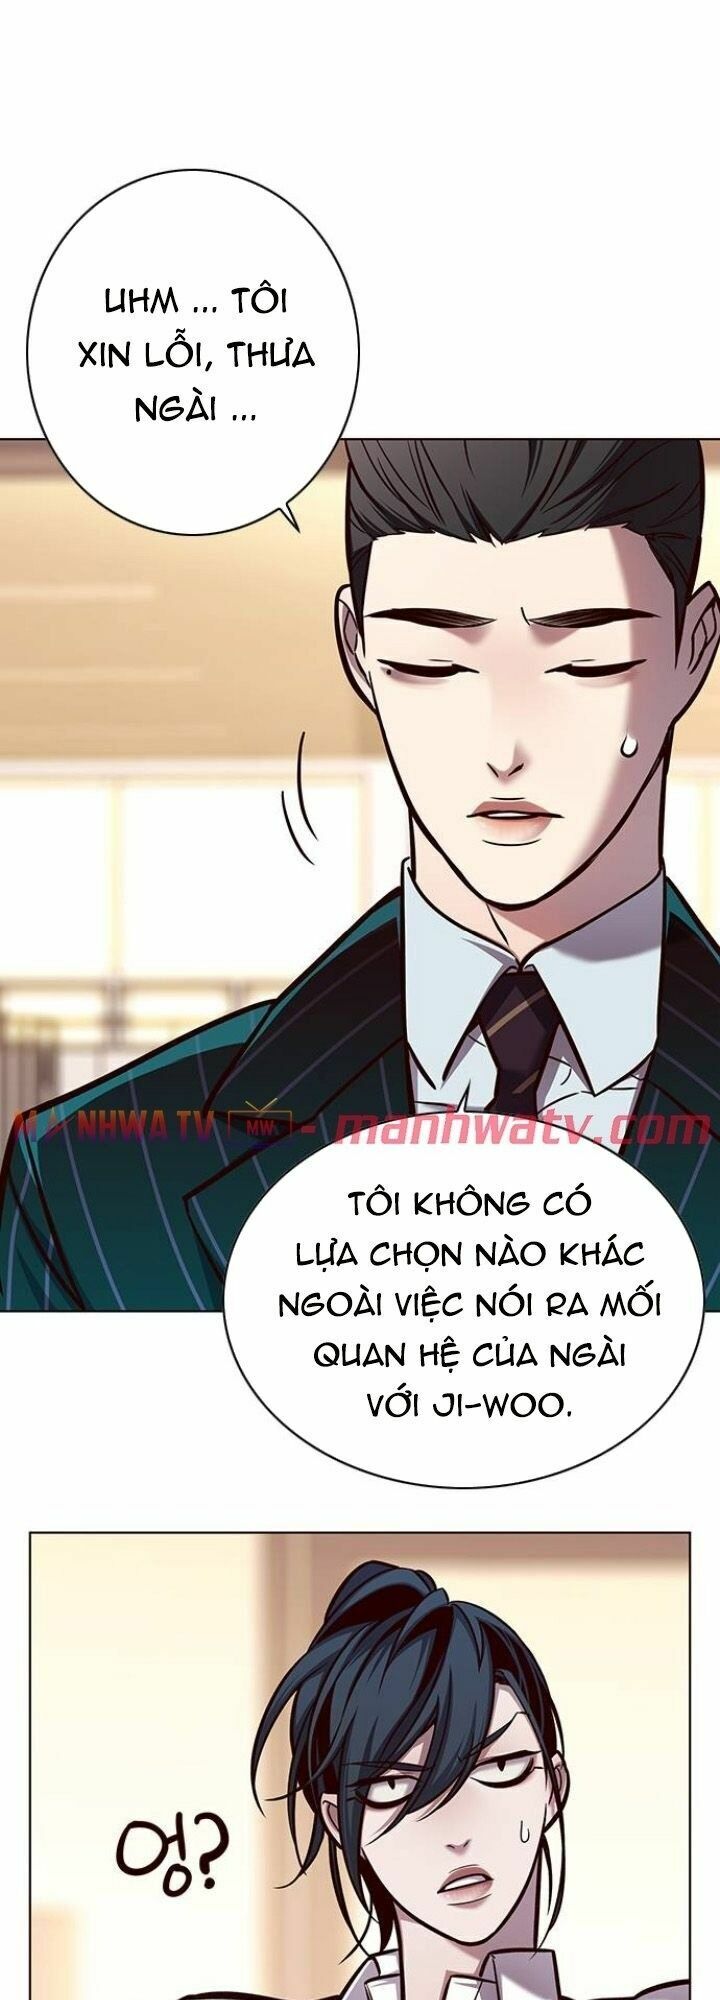 UHM ... TÔI
XIN LỖI, THƯA
NGÀI ...
MANHWA TV MW - manhwatv.com
TÔI KHÔNG CÓ
LỰA CHỌN NÀO KHÁC
NGOÀI VIỆC NÓI RA MỐI
QUAN HỆ CỦA NGÀI
VỚI JI-WOO.
엉?